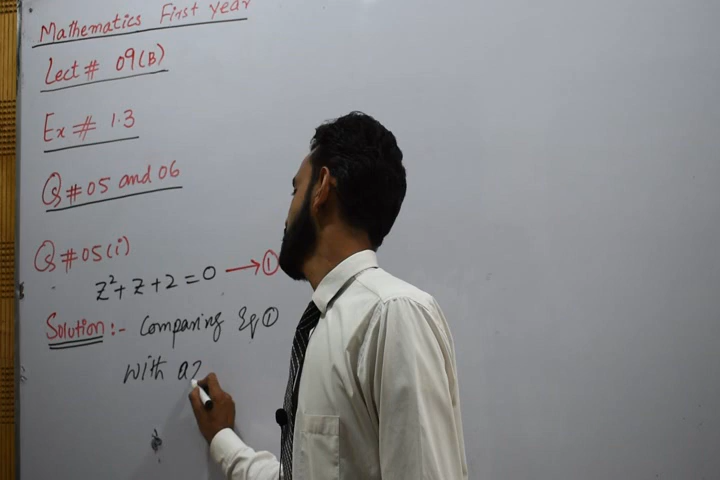 Mathematics First year
Lect # 09(B)
Ex # 1.3
Q # 05 and 06
Q # 05(i)
z² + z + 2 = 0 → ①
Solution :- Comparing Eq ①
with a